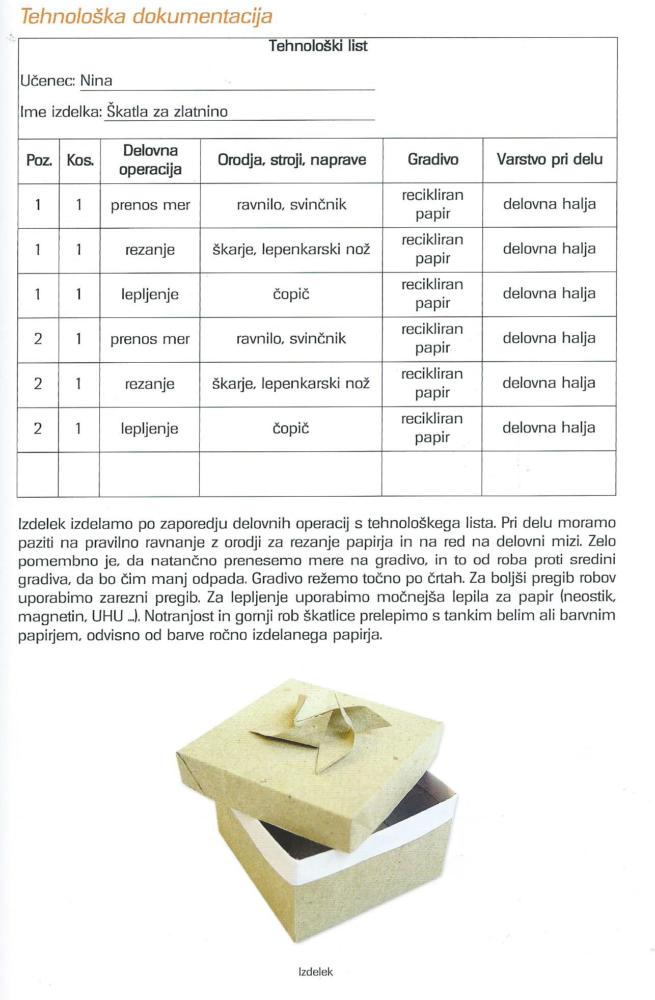 Tehnološka dokumentacija
Tehnološki list
Učenec: Nina
Ime izdelka: Škatla za zlatnino
Poz. Kos. Delovna operacija Orodja, stroji, naprave Gradivo Varstvo pri delu
1 1 prenos mer ravnilo, svinčnik recikliran papir delovna halja
1 1 rezanje škarje, lepenkarski nož recikliran papir delovna halja
1 1 lepljenje čopič recikliran papir delovna halja
2 1 prenos mer ravnilo, svinčnik recikliran papir delovna halja
2 1 rezanje škarje, lepenkarski nož recikliran papir delovna halja
2 1 lepljenje čopič recikliran papir delovna halja
Izdelek izdelamo po zaporedju delovnih operacij s tehnološkega lista. Pri delu moramo
paziti na pravilno ravnanje z orodji za rezanje papirja in na red na delovni mizi. Zelo
pomembno je, da natančno prenesemo mere na gradivo, in to od roba proti sredini
gradiva, da bo čim manj odpada. Gradivo režemo točno po črtah. Za boljši pregib robov
uporabimo zarezni pregib. Za lepljenje uporabimo močnejša lepila za papir (neostik,
magnetin, UHU ...). Notranjost in gornji rob škatlice prelepimo s tankim belim ali barvnim
papirjem, odvisno od barve ročno izdelanega papirja.
Izdelek